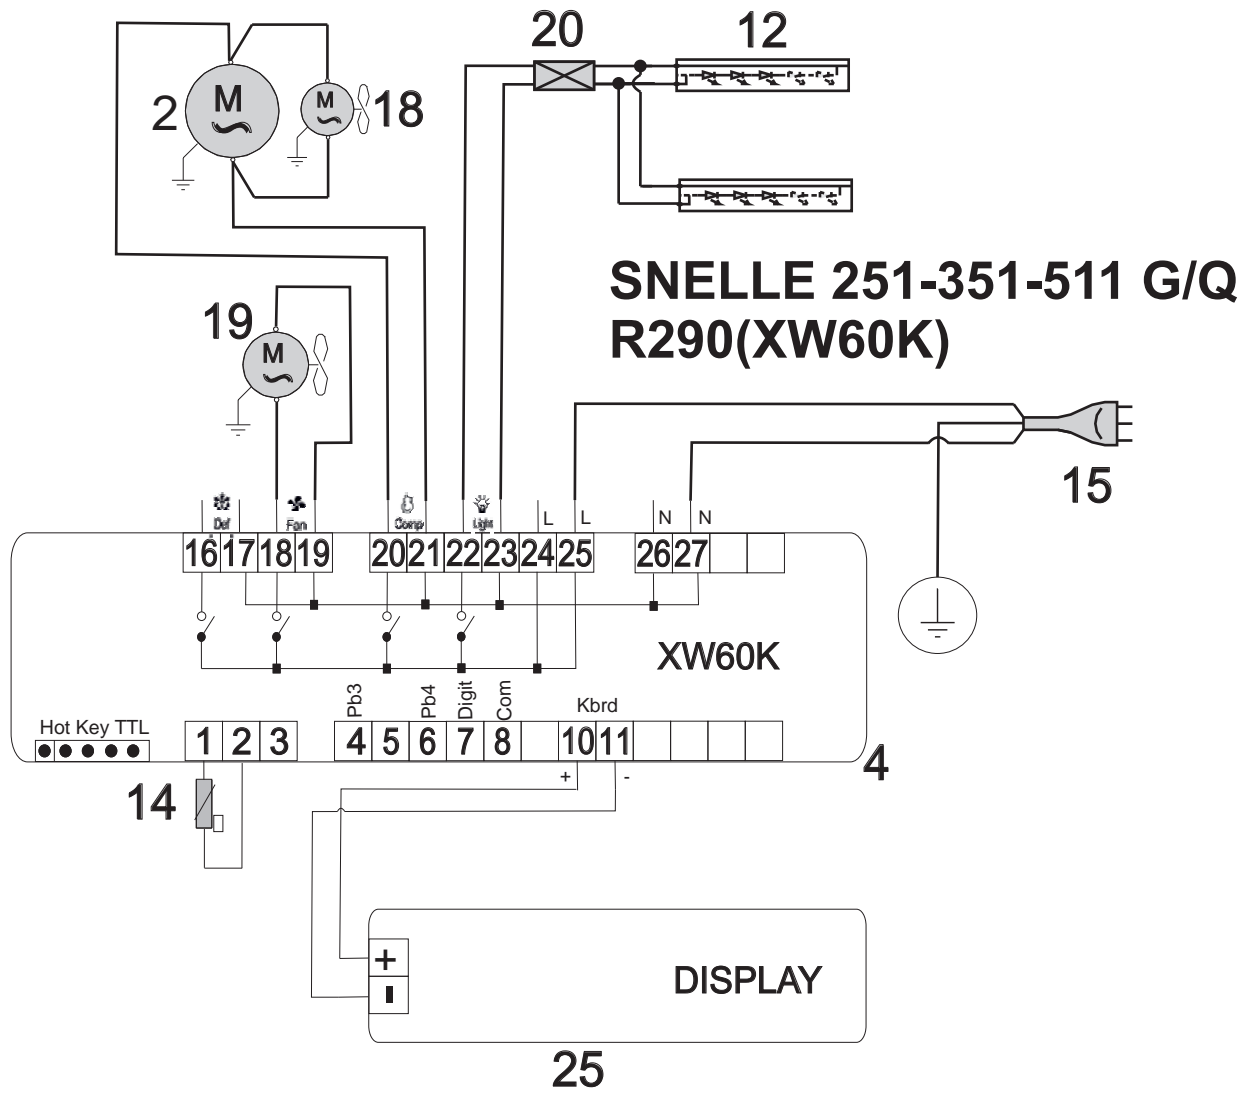 20
12
2
M
M
18
SNELLE 251-351-511 G/Q
R290(XW60K)
19
M
15
Def
Fan
Comp
Light
L
L
N
N
16 17 18 19 20 21 22 23 24 25 26 27
XW60K
Pb3
Pb4
Digit
Com
Kbrd
Hot Key TTL
1 2 3 4 5 6 7 8 10 11
4
+
-
14
+
DISPLAY
25